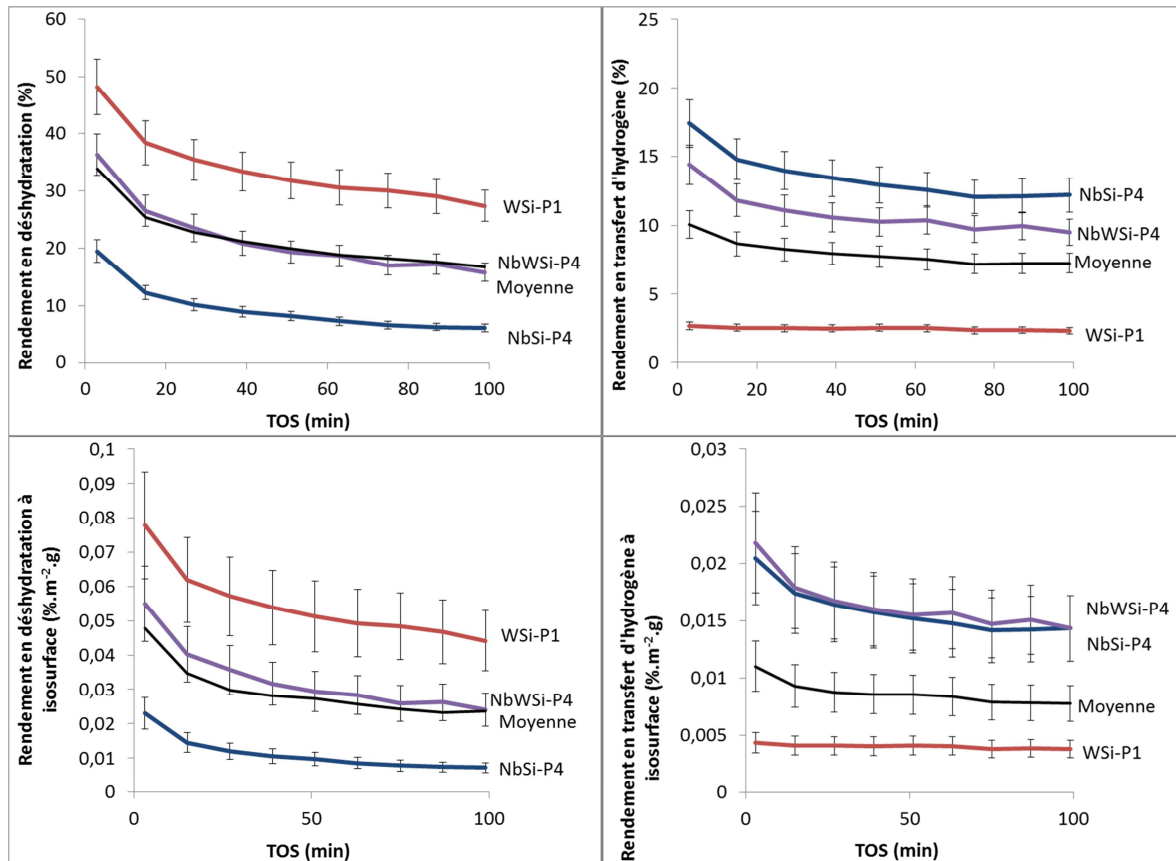 Rendement en déshydratation (%)
60
50
40
30
20
10
0
0 20 40 60 80 100
TOS (min)
WSi-P1
NbWSi-P4
Moyenne
NbSi-P4
Rendement en transfert d'hydrogène (%)
25
20
15
10
5
0
0 20 40 60 80 100
TOS (min)
NbSi-P4
NbWSi-P4
Moyenne
WSi-P1
Rendement en déshydratation à
isosurface (%.m⁻².g)
0,1
0,09
0,08
0,07
0,06
0,05
0,04
0,03
0,02
0,01
0
0 50 100
TOS (min)
WSi-P1
NbWSi-P4
Moyenne
NbSi-P4
Rendement en transfert d'hydrogène à
isosurface (%.m⁻².g)
0,03
0,025
0,02
0,015
0,01
0,005
0
0 50 100
TOS (min)
NbWSi-P4
NbSi-P4
Moyenne
WSi-P1